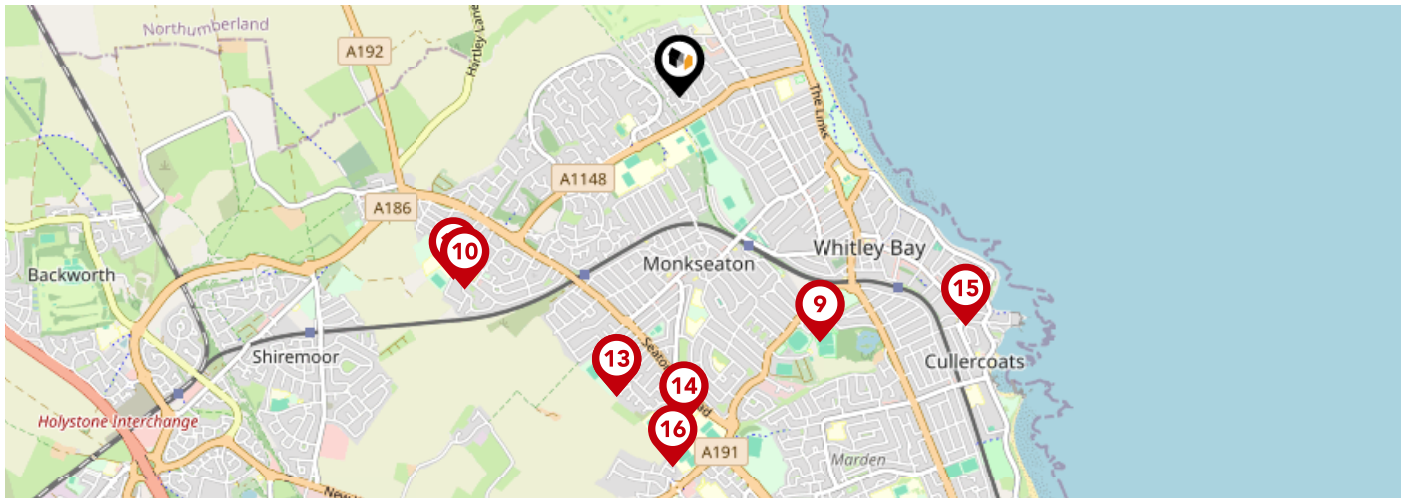 Northumberland
A192
Hartley Lane
The Links
A1148
A186
10
Whitley Bay
Backworth
Monkseaton
15
9
Shiremoor
13
Cullercoats
14
Holystone Interchange
16
A191
Marden